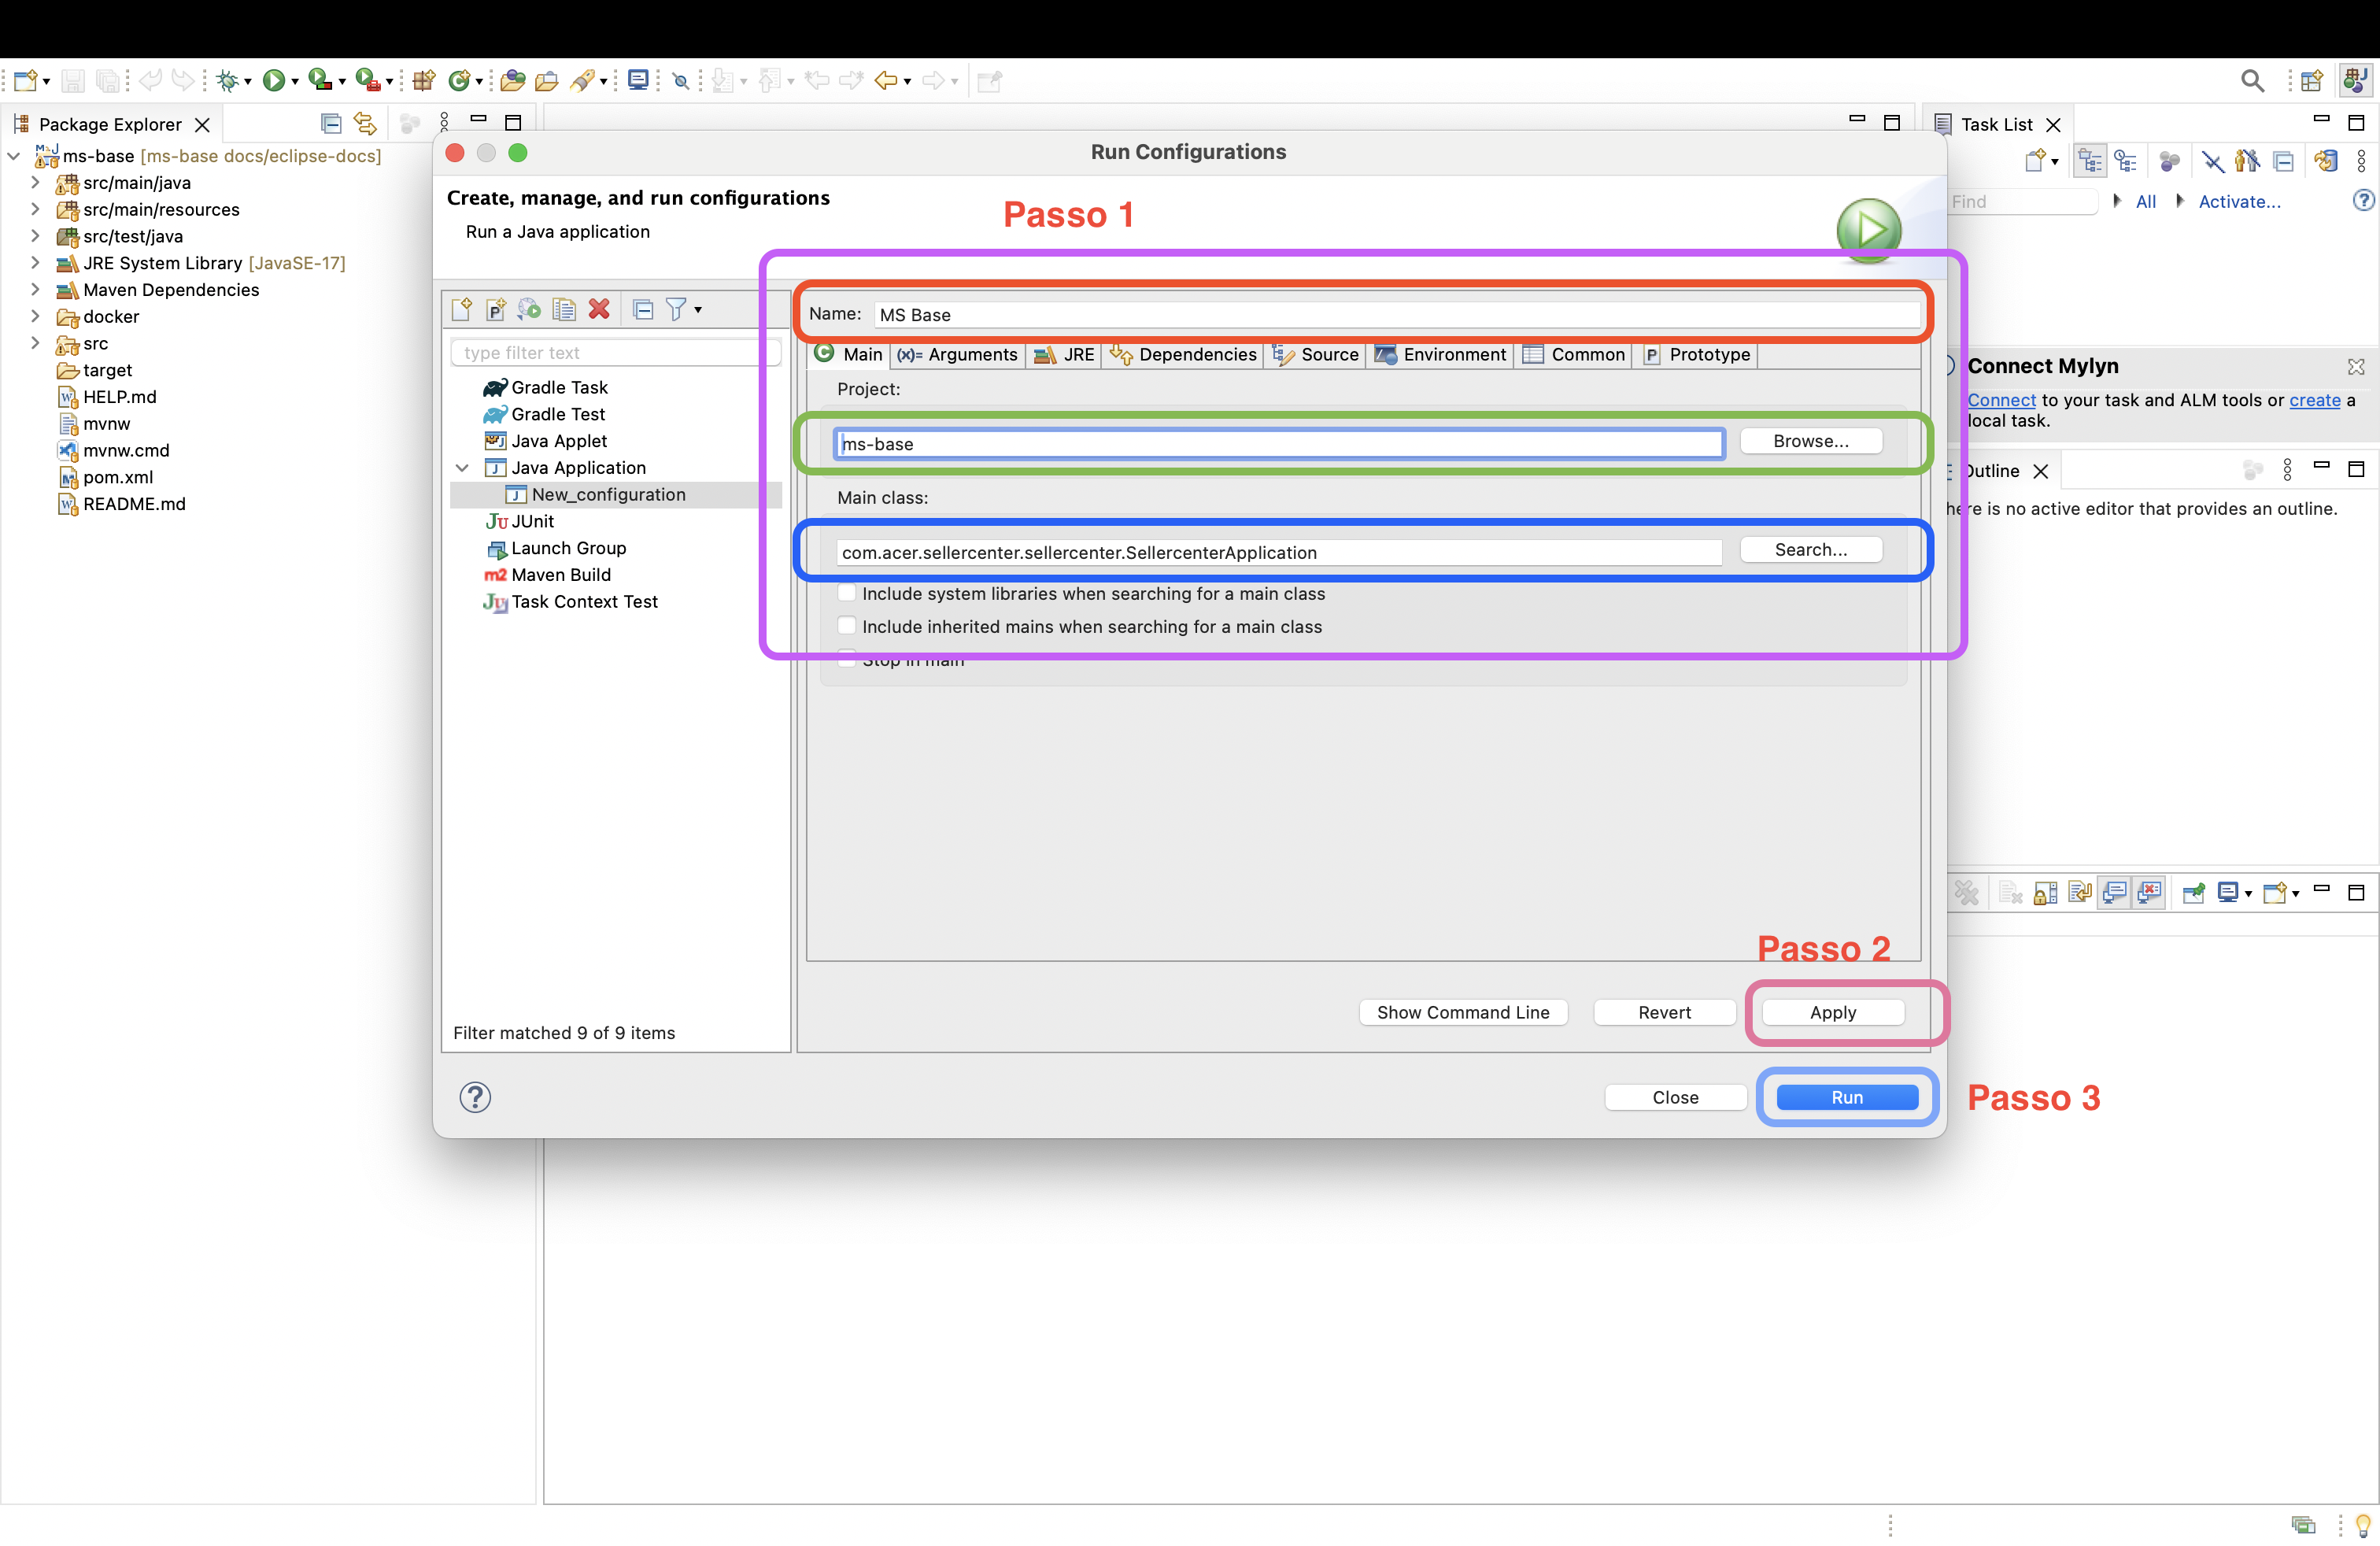 Package Explorer
Task List
ms-base [ms-base docs/eclipse-docs]
src/main/java
src/main/resources
src/test/java
JRE System Library [JavaSE-17]
Maven Dependencies
docker
src
target
HELP.md
mvnw
mvnw.cmd
pom.xml
README.md
Run Configurations
Create, manage, and run configurations
Run a Java application
Passo 1
type filter text
Gradle Task
Gradle Test
Java Applet
Java Application
New_configuration
JUnit
Launch Group
Maven Build
Task Context Test
Filter matched 9 of 9 items
Name: MS Base
Main (x)= Arguments JRE Dependencies Source Environment Common Prototype
Project:
ms-base Browse...
Main class:
com.acer.sellercenter.sellercenter.SellercenterApplication Search...
Include system libraries when searching for a main class
Include inherited mains when searching for a main class
Stop in main
Passo 2
Show Command Line Revert Apply
Close Run
Passo 3
Find All Activate...
Connect Mylyn
Connect to your task and ALM tools or create a
local task.
Outline
here is no active editor that provides an outline.